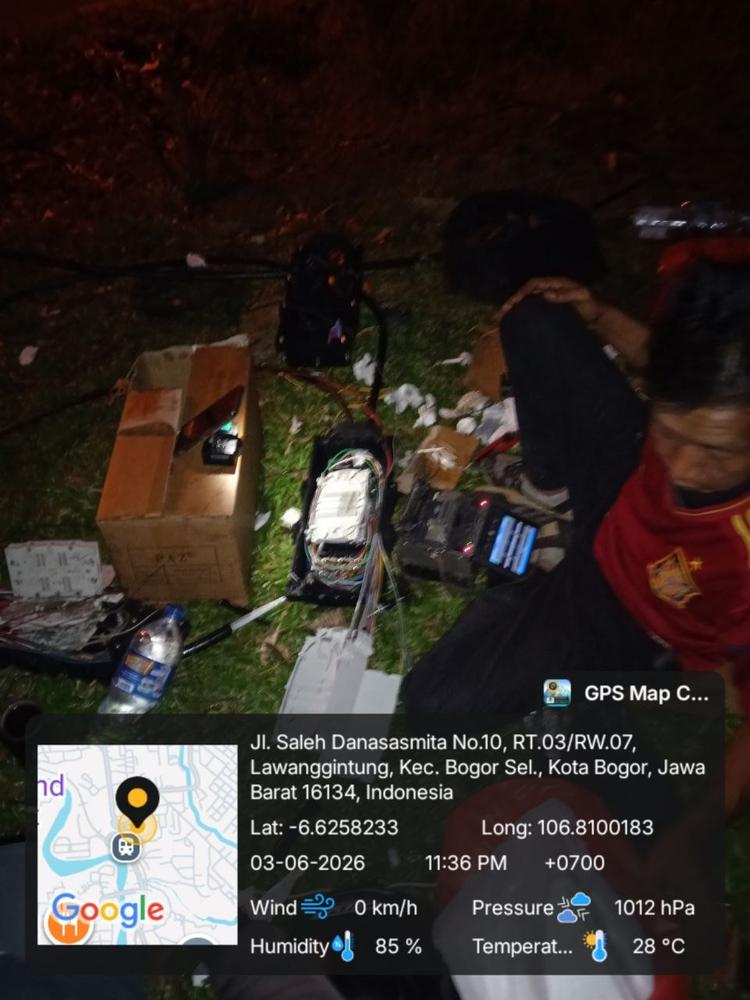 PAZ
GPS Map C...
Jl. Saleh Danasasmita No.10, RT.03/RW.07,
Lawanggintung, Kec. Bogor Sel., Kota Bogor, Jawa
Barat 16134, Indonesia
Lat: -6.6258233 Long: 106.8100183
03-06-2026 11:36 PM +0700
Wind 0 km/h Pressure 1012 hPa
Humidity 85 % Temperat... 28 °C
nd
Google